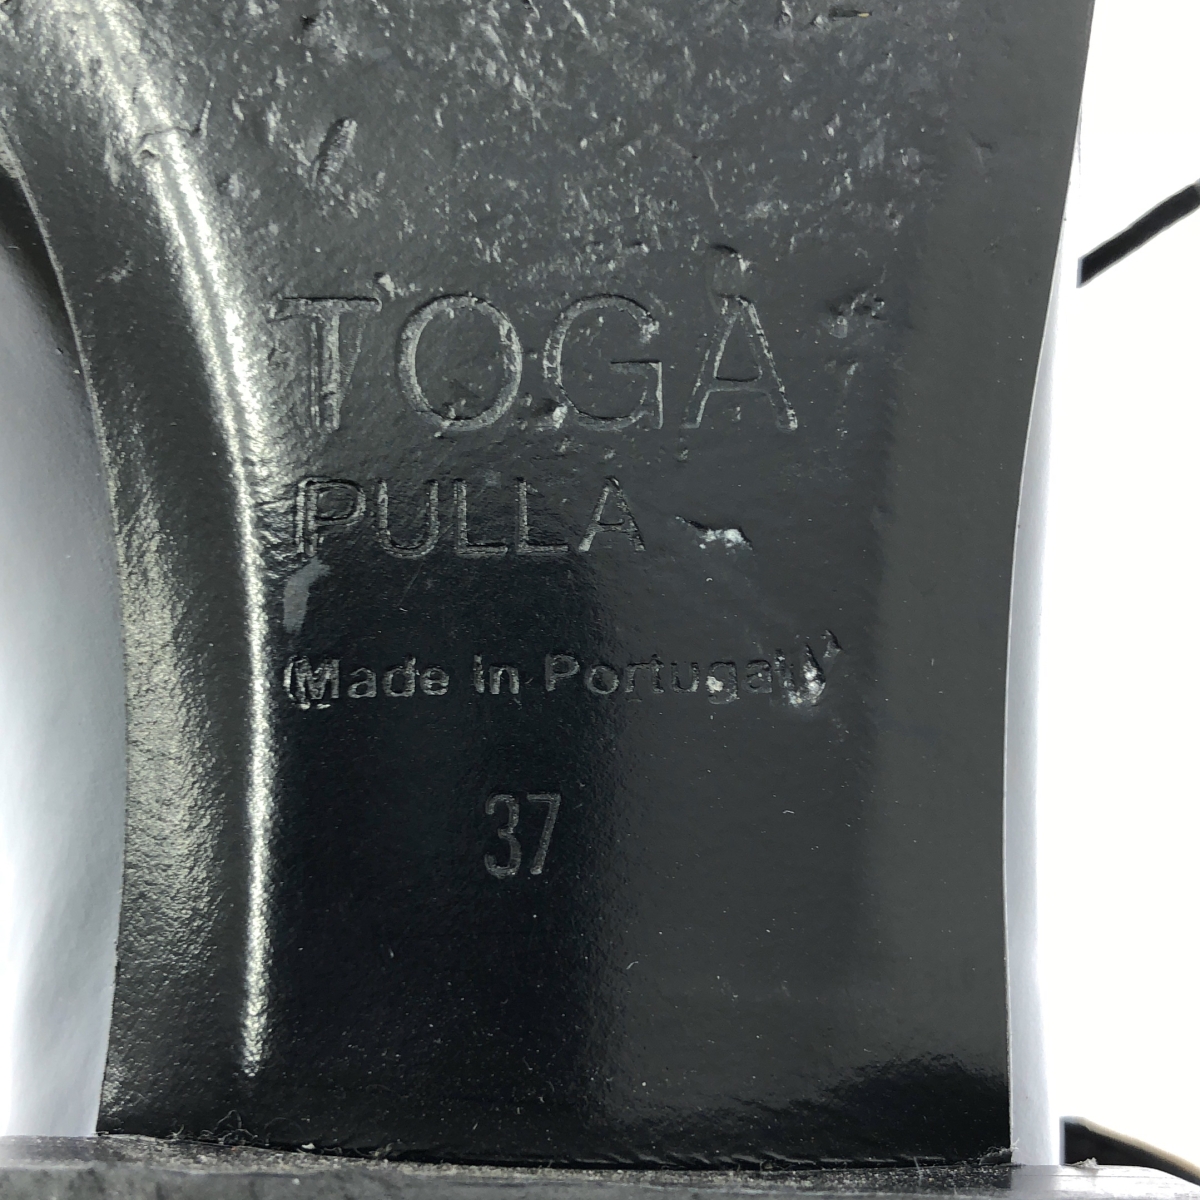 TOGA
PULLA
(Made In Portugal)
37